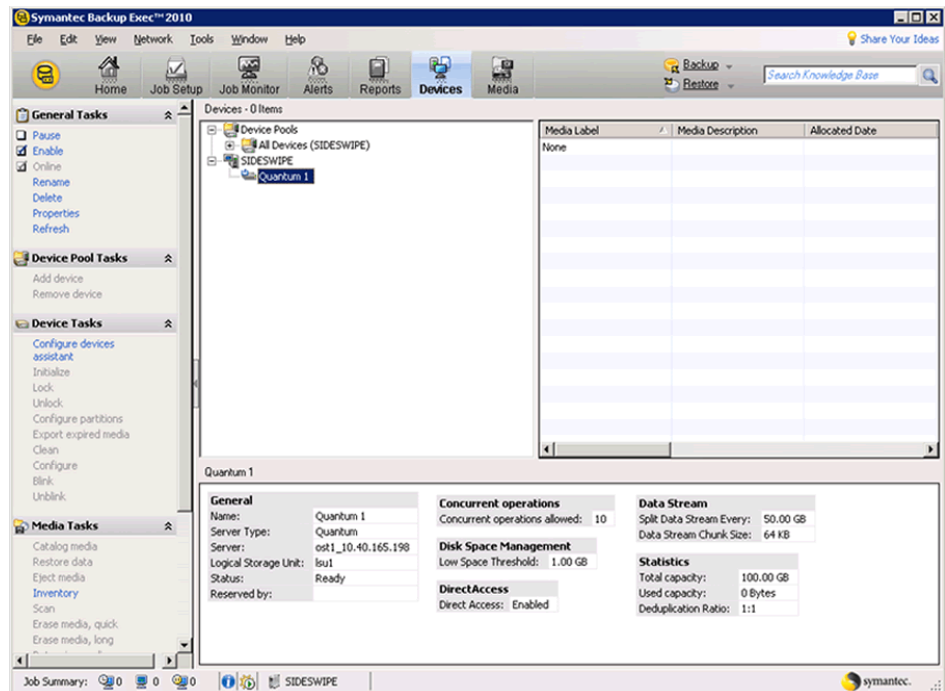 Symantec Backup Exec™ 2010
File Edit View Network Tools Window Help
Share Your Ideas
Home Job Setup Job Monitor Alerts Reports Devices Media
Backup
Restore
Search Knowledge Base
General Tasks
Pause
Enable
Online
Rename
Delete
Properties
Refresh
Device Pool Tasks
Add device
Remove device
Device Tasks
Configure devices
assistant
Initialize
Lock
Unlock
Configure partitions
Export expired media
Clean
Configure
Blink
Unblink
Media Tasks
Catalog media
Restore data
Eject media
Inventory
Scan
Erase media, quick
Erase media, long
Devices - 0 Items
Device Pools
All Devices (SIDESWIPE)
SIDESWIPE
Quantum 1
Media Label Media Description Allocated Date
None
Quantum 1
General
Name: Quantum 1
Server Type: Quantum
Server: ost1_10.40.165.198
Logical Storage Unit: lsu1
Status: Ready
Reserved by:
Concurrent operations
Concurrent operations allowed: 10
Disk Space Management
Low Space Threshold: 1.00 GB
DirectAccess
Direct Access: Enabled
Data Stream
Split Data Stream Every: 50.00 GB
Data Stream Chunk Size: 64 KB
Statistics
Total capacity: 100.00 GB
Used capacity: 0 Bytes
Deduplication Ratio: 1:1
Job Summary: 0 0 0 SIDESWIPE
symantec.